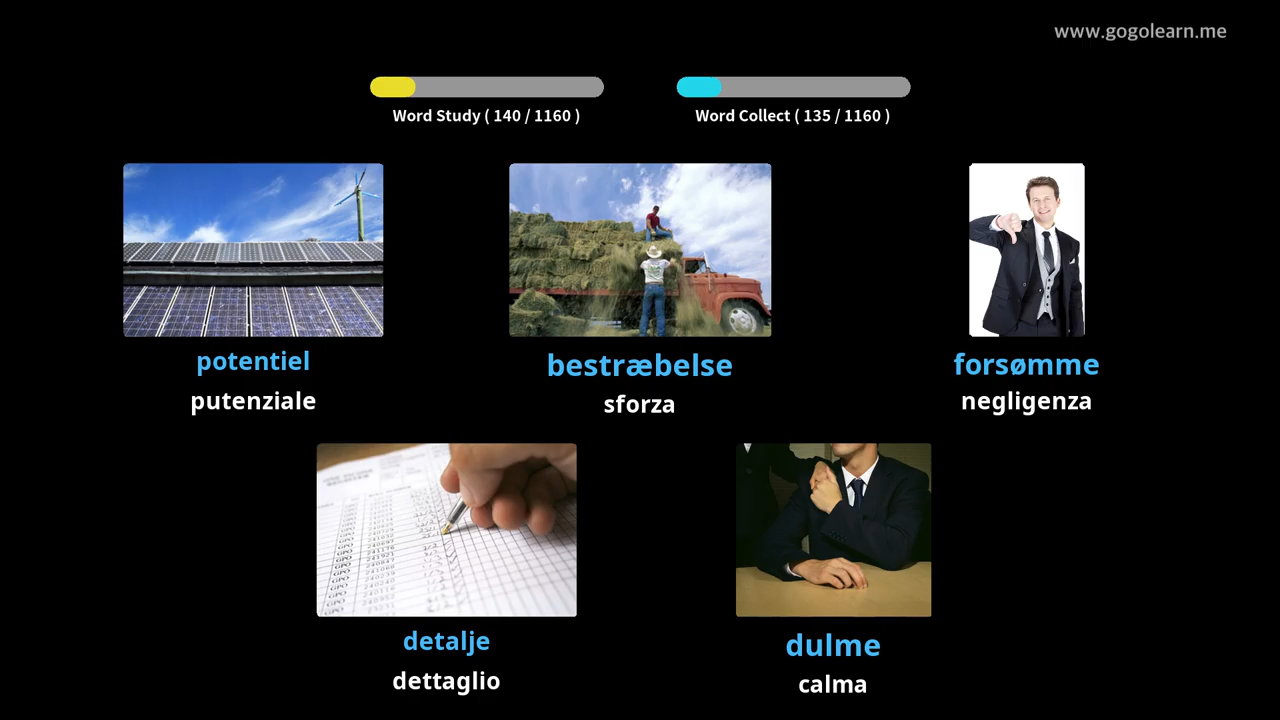 www.gogolearn.me
Word Study ( 140 / 1160 )
Word Collect ( 135 / 1160 )
potentiel
putenziale
bestræbelse
sforza
forsømme
negligenza
detalje
dettaglio
dulme
calma